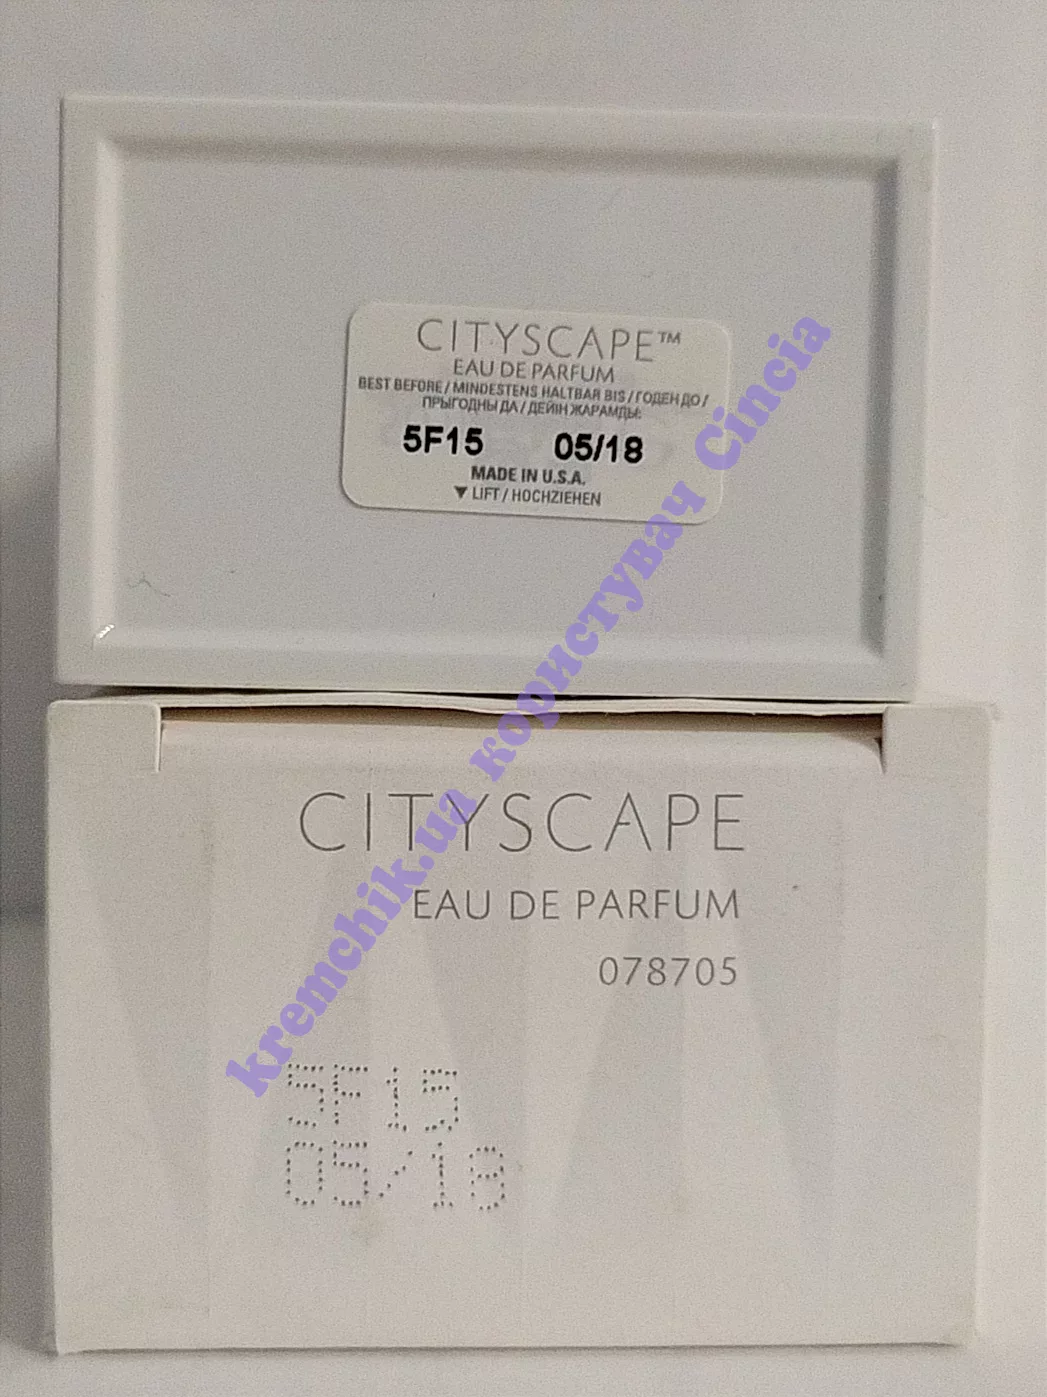 CITYSCAPE™
EAU DE PARFUM
BEST BEFORE / MINDESTENS HALTBAR BIS / ГОДЕН ДО /
ПРЫГОДНЫ ДА / ДЕЙІН ЖАРАМДЫ:
5F15 05/18
MADE IN U.S.A.
▼ LIFT / HOCHZIEHEN
CITYSCAPE
EAU DE PARFUM
078705
5F15
05/18
kremchik.ua користувач Cincia